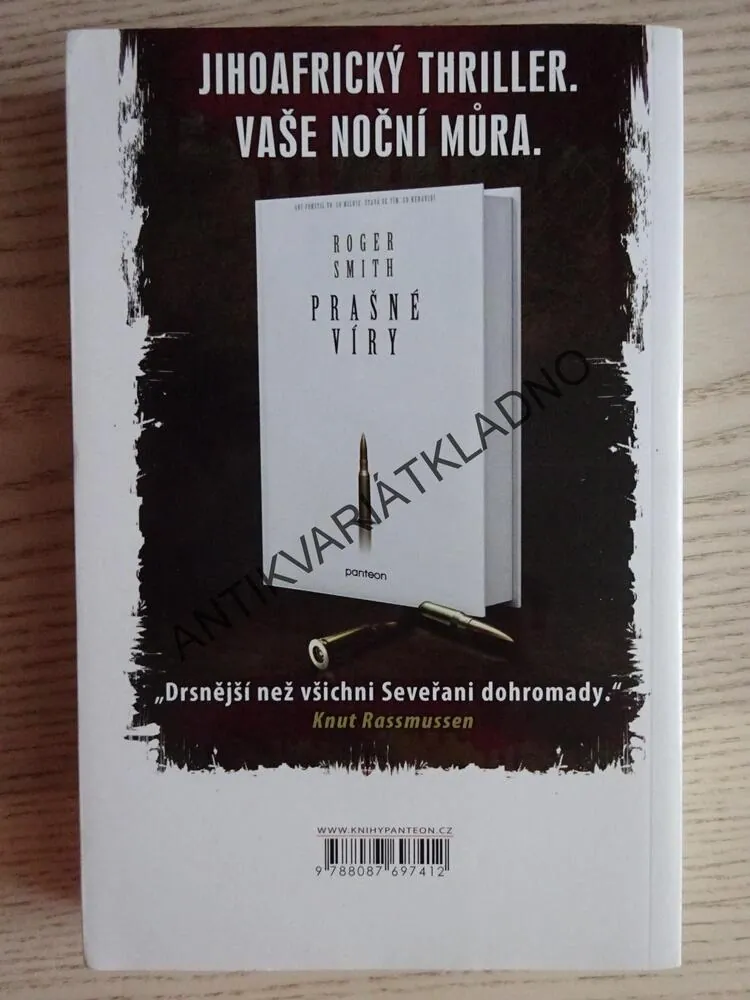 JIHOAFRICKÝ THRILLER.
VAŠE NOČNÍ MŮRA.
ROGER
SMITH
PRAŠNÉ
VÍRY
panteon
ANTIKVARIÁTKLADNO
„Drsnější než všichni Seveřani dohromady.“
Knut Rassmussen
WWW.KNIHYPANTEON.CZ
9 788087 697412